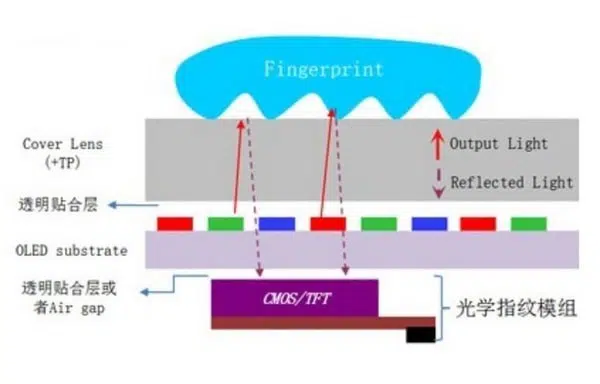 Fingerprint
Cover Lens
(+TP)
Output Light
Reflected Light
透明贴合层
OLED substrate
透明贴合层或
者Air gap
CMOS/TFT
光学指纹模组